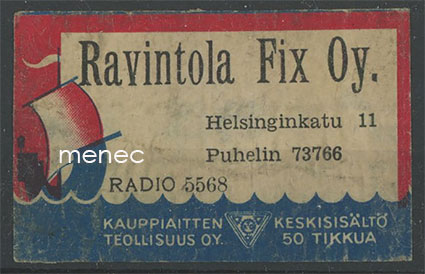 Ravintola Fix Oy.
Helsinginkatu 11
Puhelin 73766
menec
RADIO 5568
KAUPPIAITTEN KESKISISÄLTÖ
TEOLLISUUS OY. 50 TIKKUA